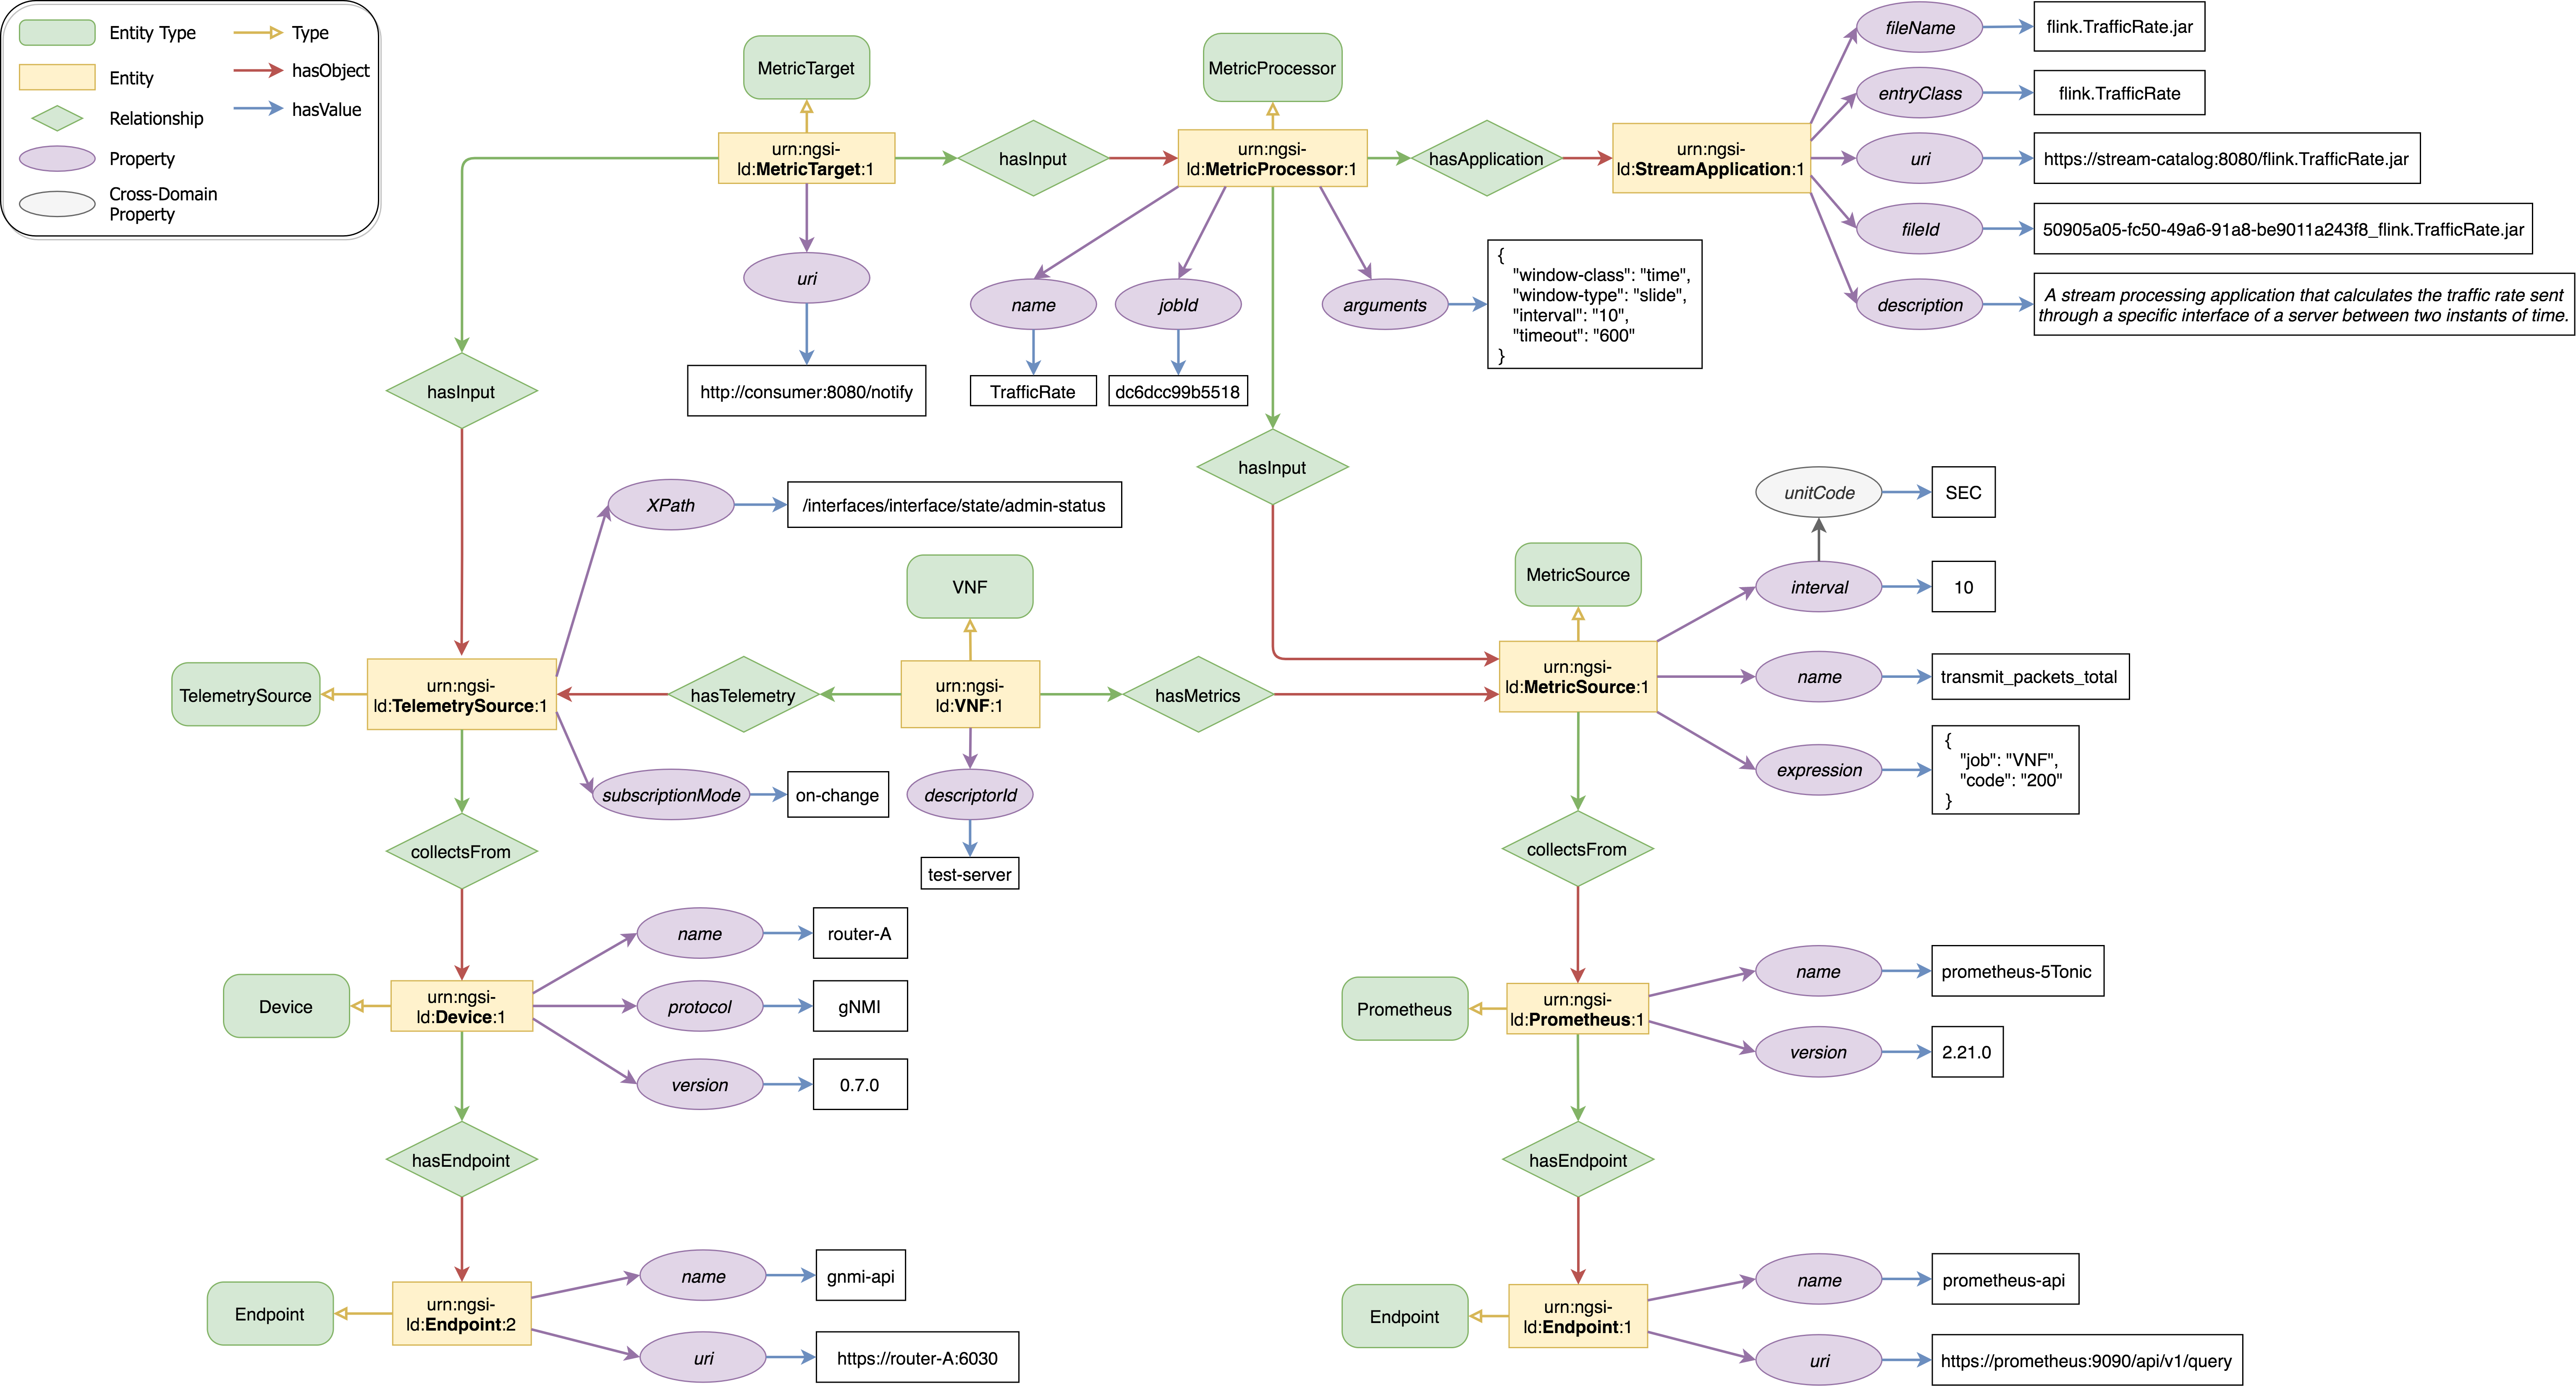 Entity Type
Entity
Relationship
Property
Cross-Domain
Property
Type
hasObject
hasValue
MetricTarget
urn:ngsi-
ld:MetricTarget:1
hasInput
MetricProcessor
urn:ngsi-
ld:MetricProcessor:1
hasApplication
urn:ngsi-
ld:StreamApplication:1
fileName
flink.TrafficRate.jar
entryClass
flink.TrafficRate
uri
https://stream-catalog:8080/flink.TrafficRate.jar
fileId
50905a05-fc50-49a6-91a8-be9011a243f8_flink.TrafficRate.jar
description
A stream processing application that calculates the traffic rate sent
through a specific interface of a server between two instants of time.
uri
http://consumer:8080/notify
name
TrafficRate
jobId
dc6dcc99b5518
arguments
{
"window-class": "time",
"window-type": "slide",
"interval": "10",
"timeout": "600"
}
hasInput
hasInput
XPath
/interfaces/interface/state/admin-status
TelemetrySource
urn:ngsi-
ld:TelemetrySource:1
subscriptionMode
on-change
hasTelemetry
VNF
urn:ngsi-
ld:VNF:1
descriptorId
test-server
hasMetrics
MetricSource
urn:ngsi-
ld:MetricSource:1
unitCode
SEC
interval
10
name
transmit_packets_total
expression
{
"job": "VNF",
"code": "200"
}
collectsFrom
collectsFrom
Device
urn:ngsi-
ld:Device:1
name
router-A
protocol
gNMI
version
0.7.0
Prometheus
urn:ngsi-
ld:Prometheus:1
name
prometheus-5Tonic
version
2.21.0
hasEndpoint
hasEndpoint
Endpoint
urn:ngsi-
ld:Endpoint:2
name
gnmi-api
uri
https://router-A:6030
Endpoint
urn:ngsi-
ld:Endpoint:1
name
prometheus-api
uri
https://prometheus:9090/api/v1/query